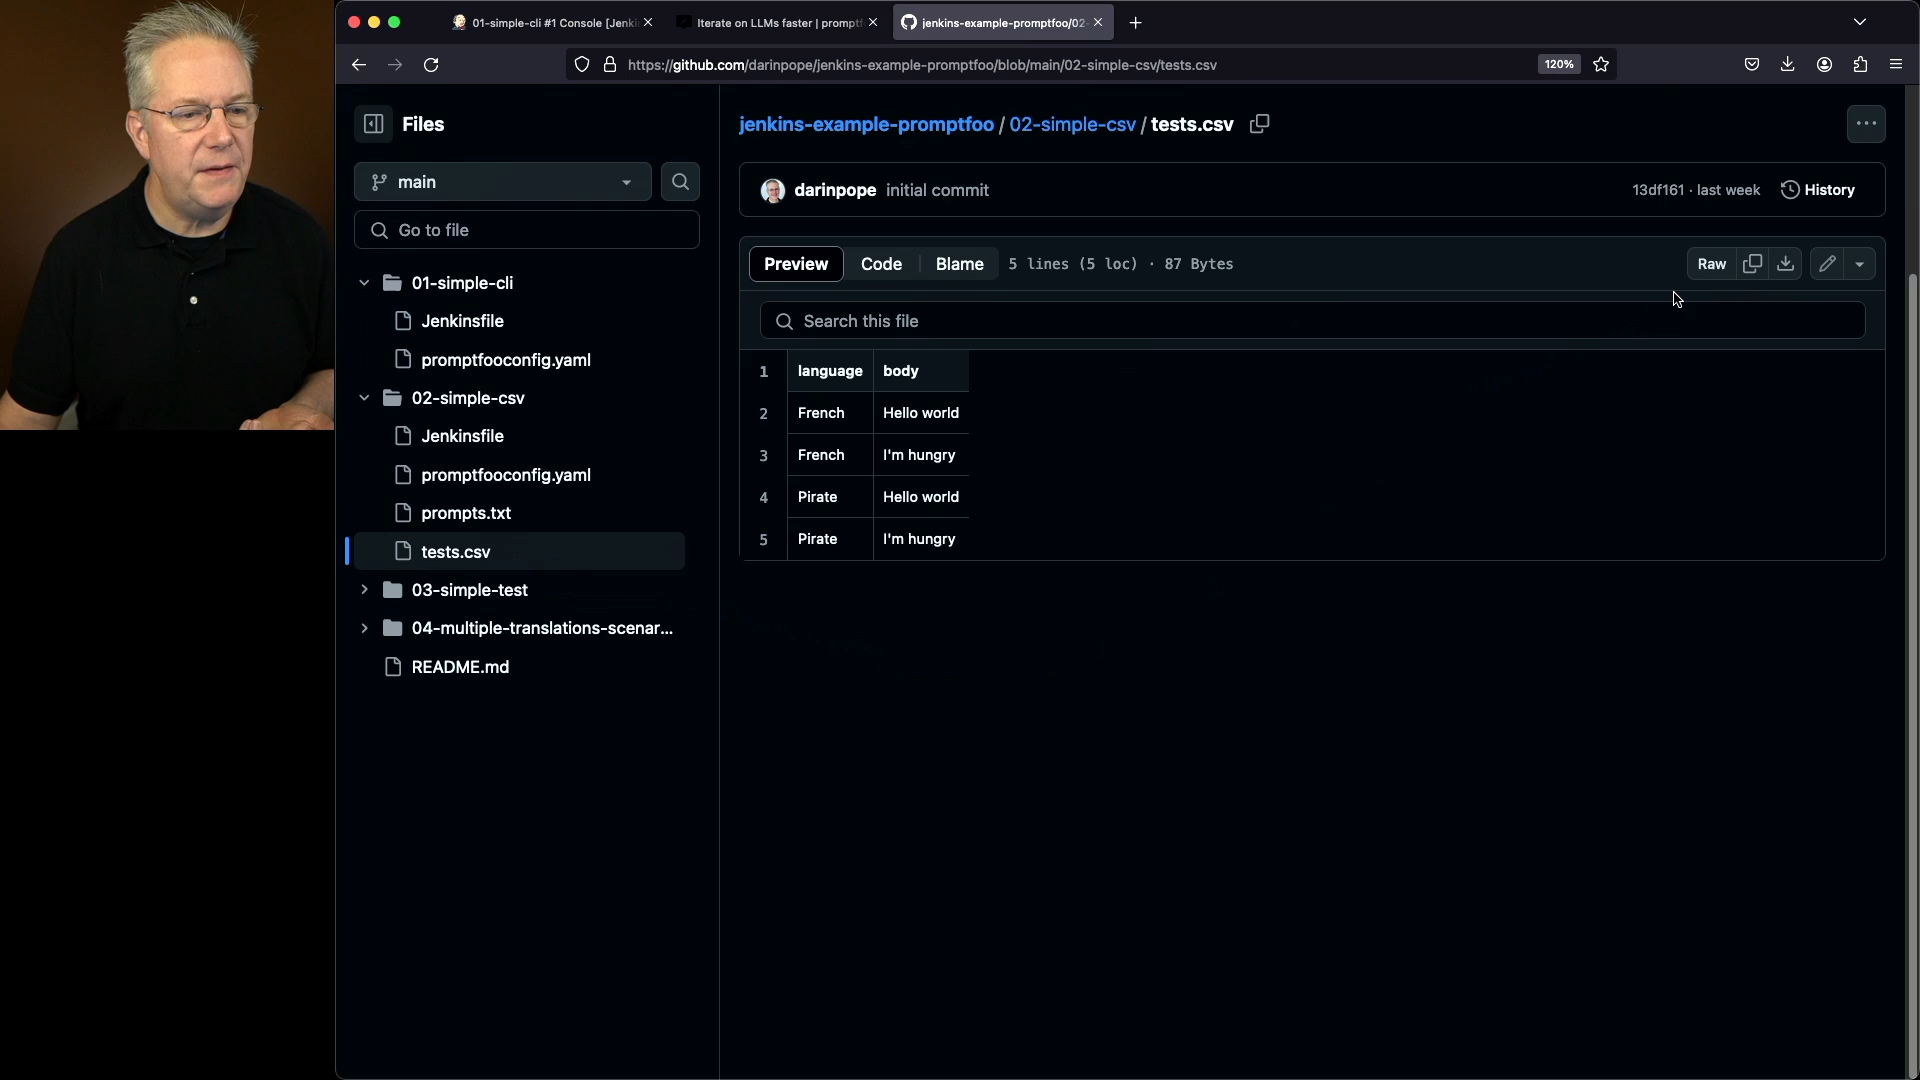 01-simple-cli #1 Console [Jenki
Iterate on LLMs faster | promptf
jenkins-example-promptfoo/02-
https://github.com/darinpope/jenkins-example-promptfoo/blob/main/02-simple-csv/tests.csv
120%
Files
main
Go to file
01-simple-cli
Jenkinsfile
promptfooconfig.yaml
02-simple-csv
Jenkinsfile
promptfooconfig.yaml
prompts.txt
tests.csv
03-simple-test
04-multiple-translations-scenar...
README.md
jenkins-example-promptfoo / 02-simple-csv / tests.csv
darinpope initial commit
13df161 · last week
History
Preview
Code
Blame
5 lines (5 loc) · 87 Bytes
Raw
Search this file
1 language body
2 French Hello world
3 French I'm hungry
4 Pirate Hello world
5 Pirate I'm hungry